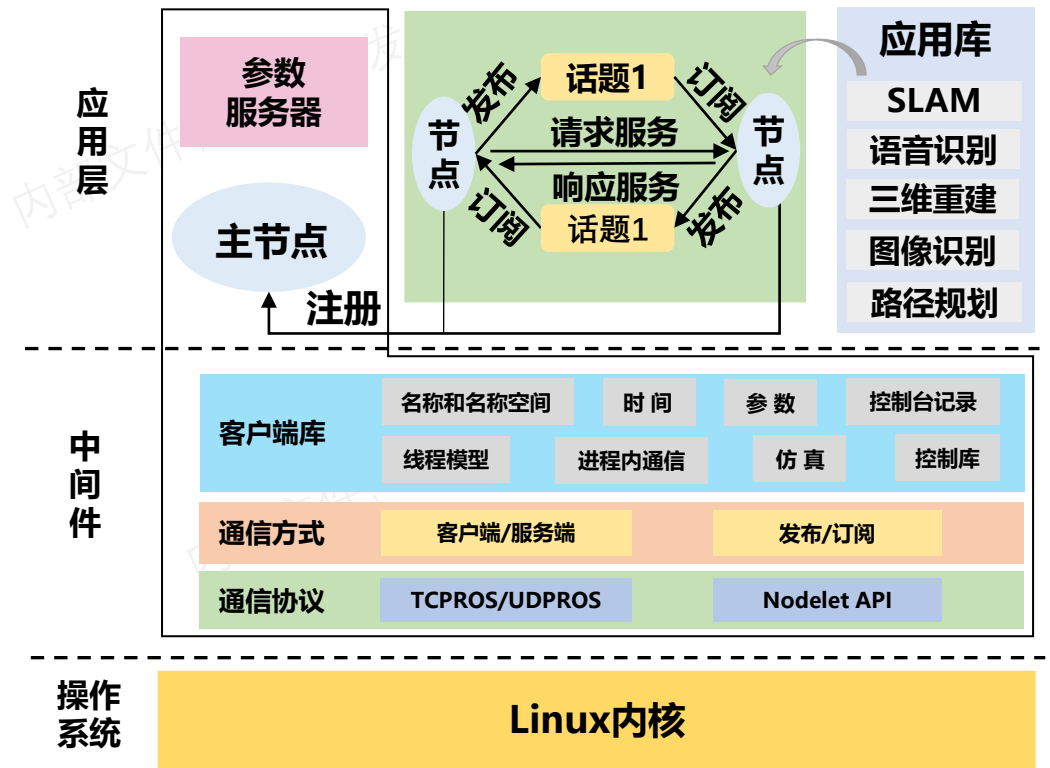 应用层
参数
服务器
主节点
注册
节点
发布
话题1
订阅
请求服务
响应服务
订阅
话题1
发布
节点
应用库
SLAM
语音识别
三维重建
图像识别
路径规划
中间件
客户端库
名称和名称空间
时 间
参 数
控制台记录
线程模型
进程内通信
仿 真
控制库
通信方式
客户端/服务端
发布/订阅
通信协议
TCPROS/UDPROS
Nodelet API
操作
系统
Linux内核
内部文件
发